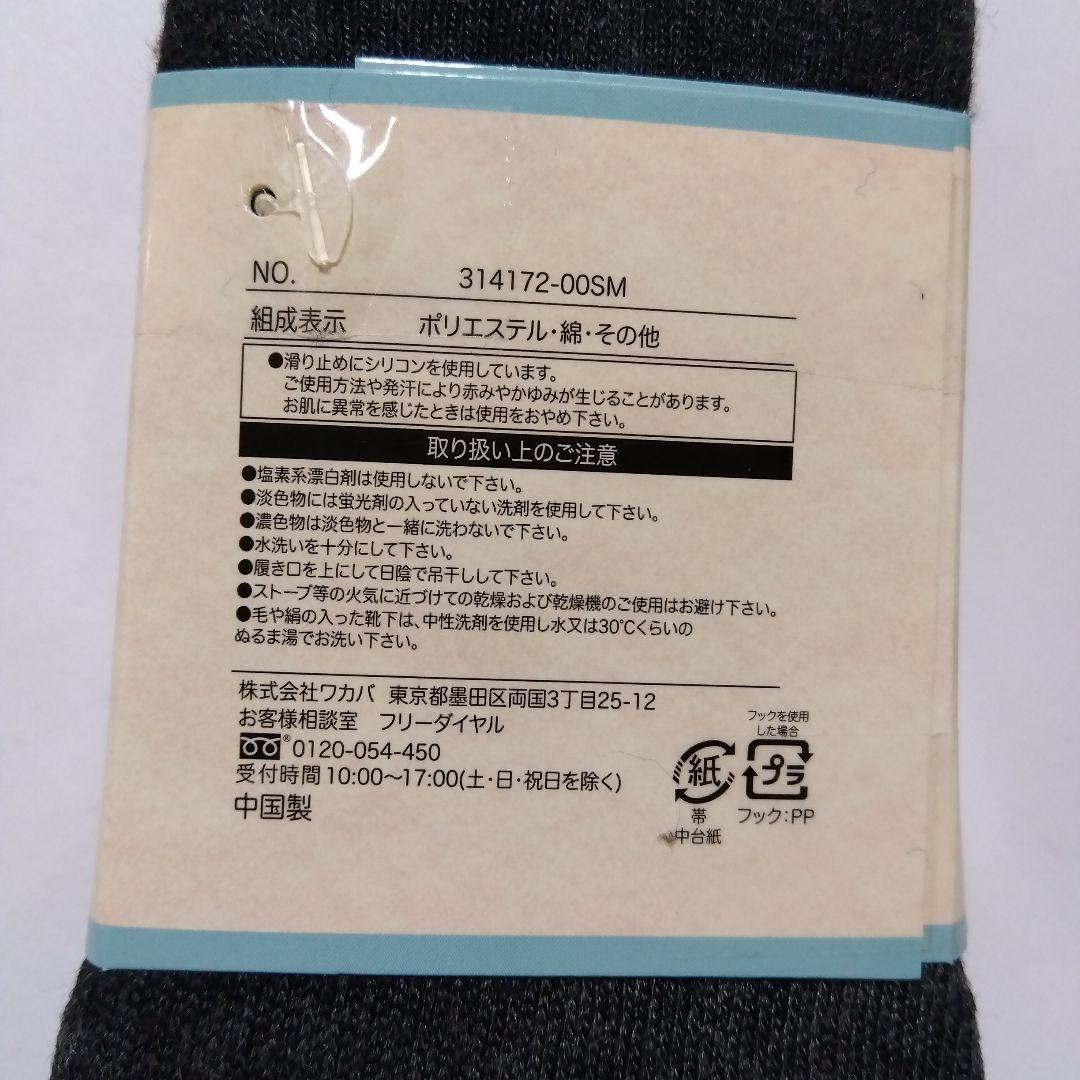 NO. 314172-00SM
組成表示 ポリエステル・綿・その他
●滑り止めにシリコンを使用しています。
ご使用方法や発汗により赤みやかゆみが生じることがあります。
お肌に異常を感じたときは使用をおやめ下さい。
取り扱い上のご注意
●塩素系漂白剤は使用しないで下さい。
●淡色物には蛍光剤の入っていない洗剤を使用して下さい。
●濃色物は淡色物と一緒に洗わないで下さい。
●水洗いを十分にして下さい。
●履き口を上にして日陰で吊干しして下さい。
●ストーブ等の火気に近づけての乾燥および乾燥機のご使用はお避け下さい。
●毛や絹の入った靴下は、中性洗剤を使用し水又は30℃くらいの
ぬるま湯でお洗い下さい。
株式会社ワカバ 東京都墨田区両国3丁目25-12
お客様相談室 フリーダイヤル
®0120-054-450
受付時間10:00〜17:00(土・日・祝日を除く)
中国製
紙
帯
中台紙
フックを使用
した場合
プラ
フック:PP